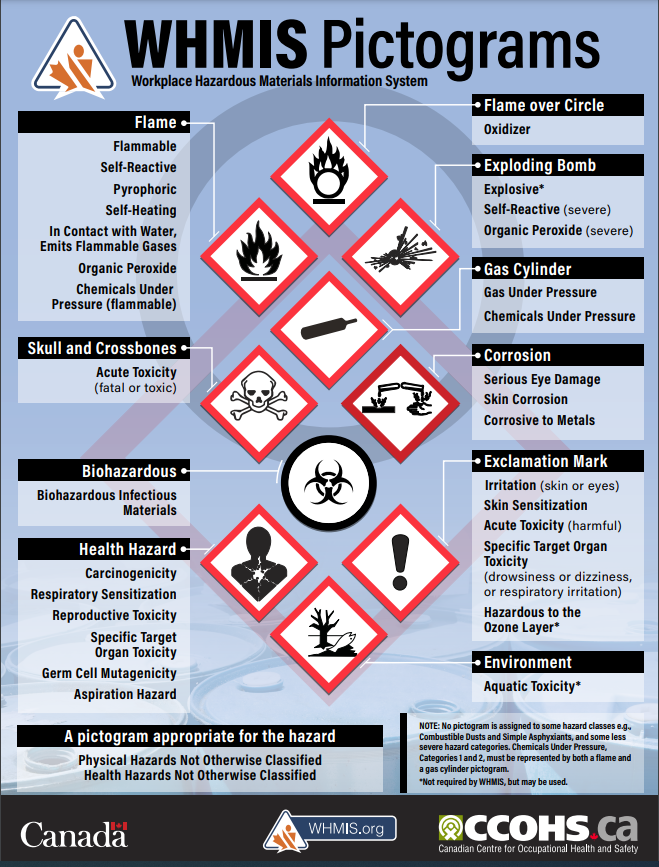 WHMIS Pictograms
Workplace Hazardous Materials Information System
Flame
Flammable
Self-Reactive
Pyrophoric
Self-Heating
In Contact with Water,
Emits Flammable Gases
Organic Peroxide
Chemicals Under
Pressure (flammable)
Skull and Crossbones
Acute Toxicity
(fatal or toxic)
Biohazardous
Biohazardous Infectious
Materials
Health Hazard
Carcinogenicity
Respiratory Sensitization
Reproductive Toxicity
Specific Target
Organ Toxicity
Germ Cell Mutagenicity
Aspiration Hazard
Flame over Circle
Oxidizer
Exploding Bomb
Explosive*
Self-Reactive (severe)
Organic Peroxide (severe)
Gas Cylinder
Gas Under Pressure
Chemicals Under Pressure
Corrosion
Serious Eye Damage
Skin Corrosion
Corrosive to Metals
Exclamation Mark
Irritation (skin or eyes)
Skin Sensitization
Acute Toxicity (harmful)
Specific Target Organ
Toxicity
(drowsiness or dizziness,
or respiratory irritation)
Hazardous to the
Ozone Layer*
Environment
Aquatic Toxicity*
A pictogram appropriate for the hazard
Physical Hazards Not Otherwise Classified
Health Hazards Not Otherwise Classified
NOTE: No pictogram is assigned to some hazard classes e.g.,
Combustible Dusts and Simple Asphyxiants, and some less
severe hazard categories. Chemicals Under Pressure,
Categories 1 and 2, must be represented by both a flame and
a gas cylinder pictogram.
*Not required by WHMIS, but may be used.
Canada
WHMIS.org
CCOHS.ca
Canadian Centre for Occupational Health and Safety